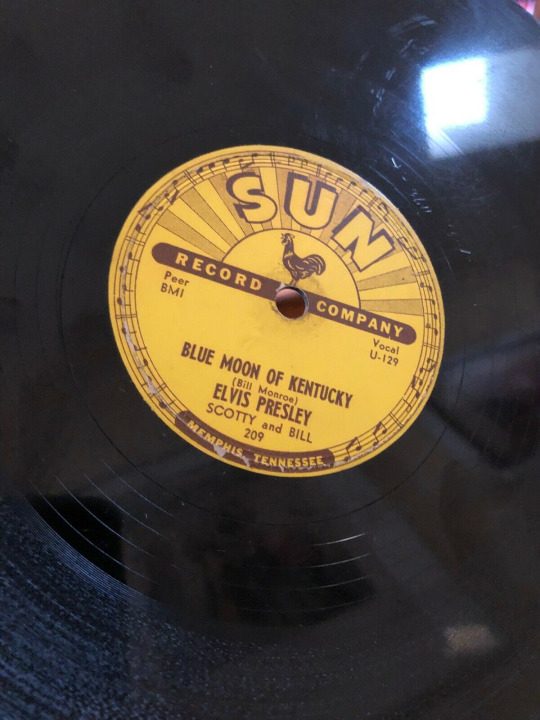 SUN
RECORD COMPANY
Peer
BMI
Vocal
U-129
BLUE MOON OF KENTUCKY
(Bill Monroe)
ELVIS PRESLEY
SCOTTY and BILL
209
MEMPHIS, TENNESSEE